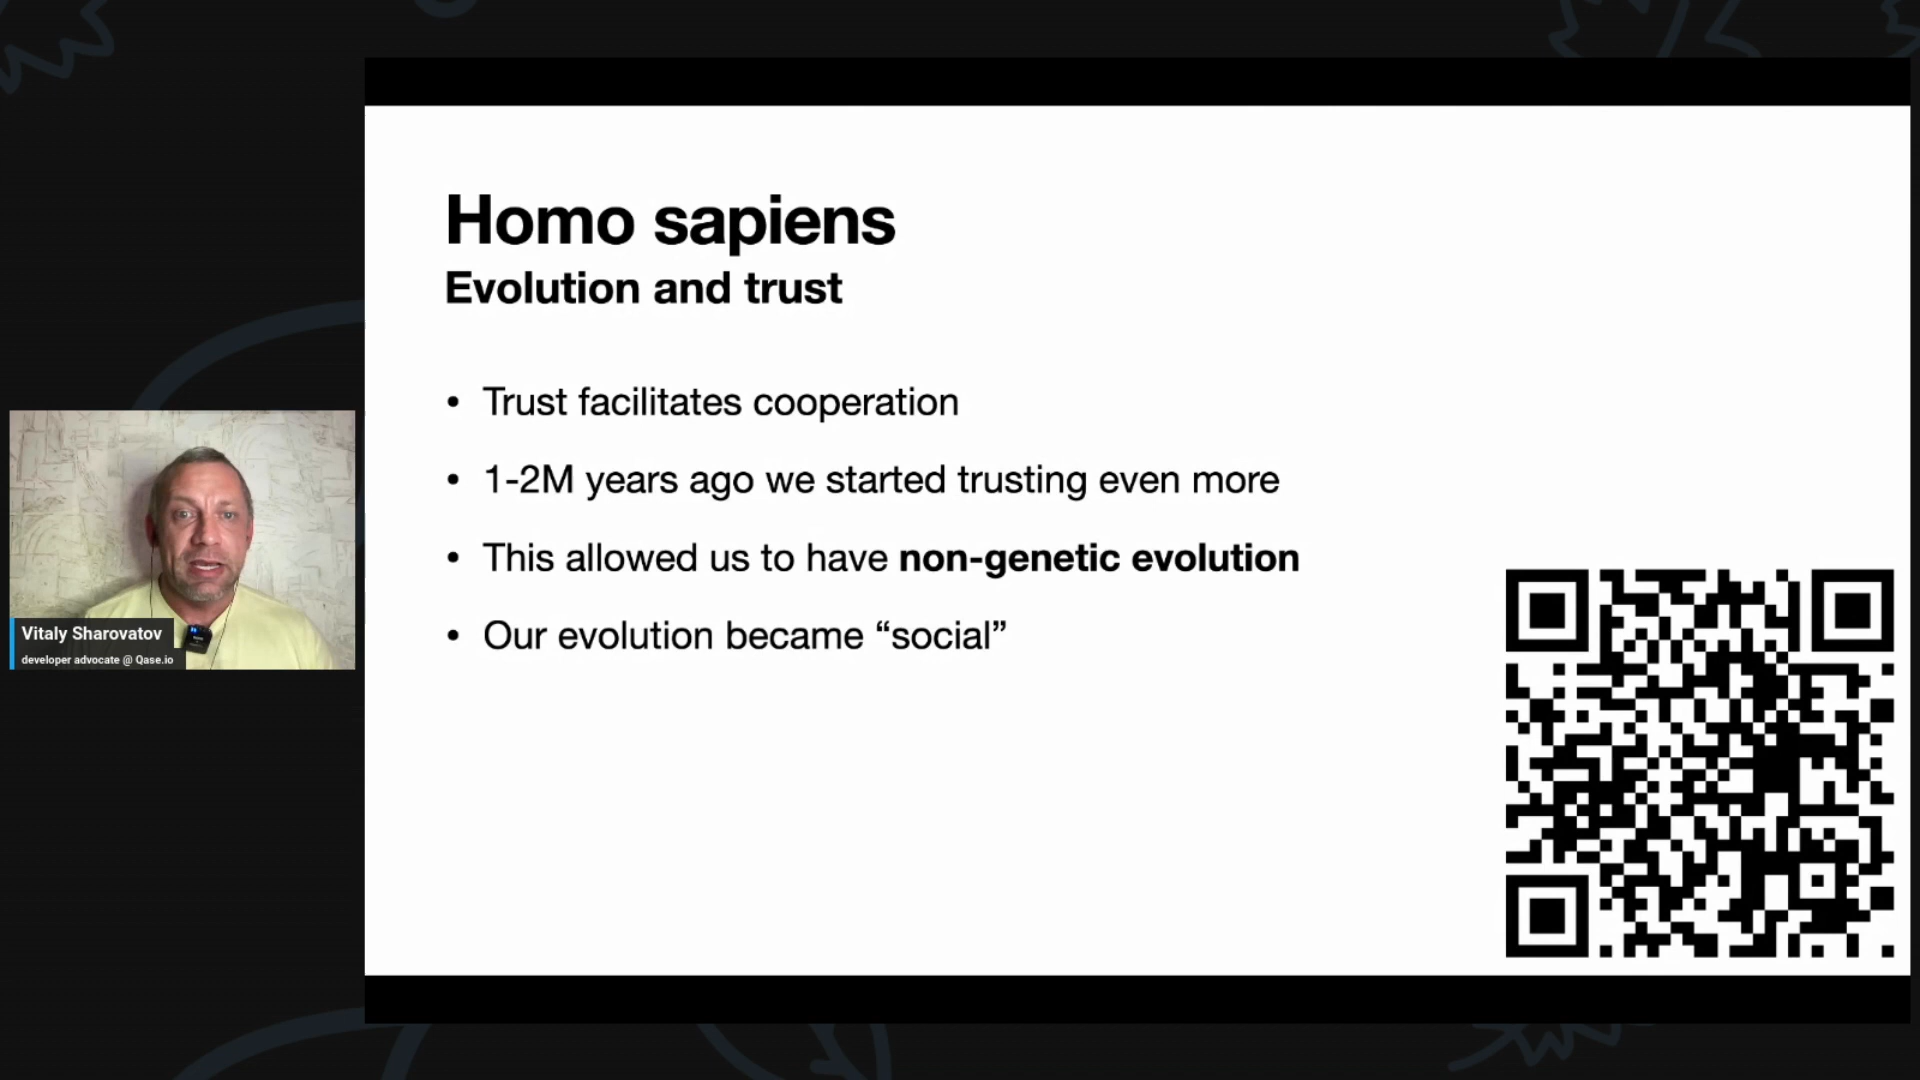 Homo sapiens
Evolution and trust
• Trust facilitates cooperation
• 1-2M years ago we started trusting even more
• This allowed us to have non-genetic evolution
• Our evolution became “social”
Vitaly Sharovatov
developer advocate @ Qase.io